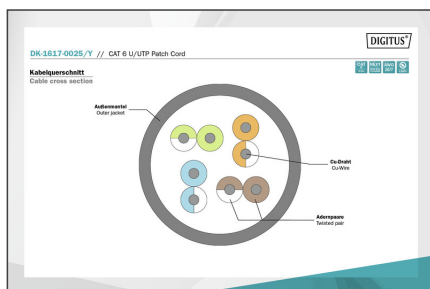 DIGITUS®
DK-1617-0025/Y // CAT 6 U/UTP Patch Cord
Kabelquerschnitt
Cable cross section
Außenmantel
Outer jacket
Cu-Draht
Cu-Wire
Adernpaare
Twisted pair